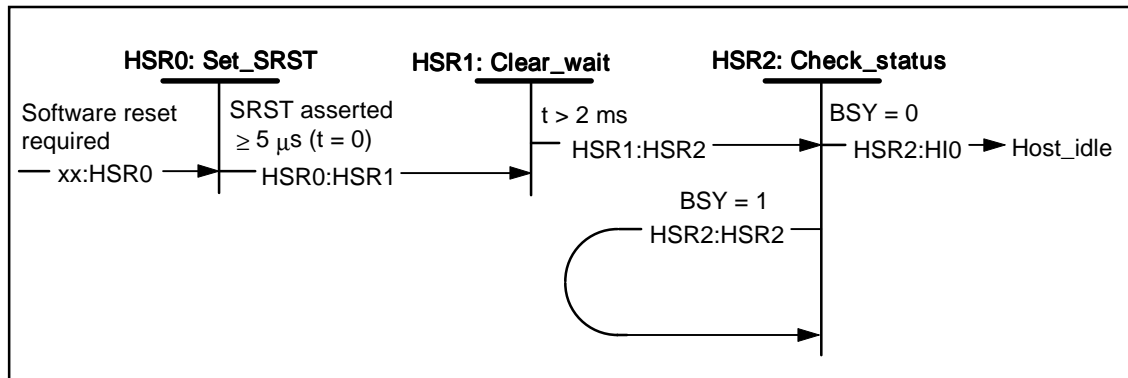 HSR0: Set_SRST
HSR1: Clear_wait
HSR2: Check_status
Software reset
required
xx:HSR0
SRST asserted
≥ 5 μs (t = 0)
HSR0:HSR1
t > 2 ms
HSR1:HSR2
BSY = 0
HSR2:HI0
Host_idle
BSY = 1
HSR2:HSR2